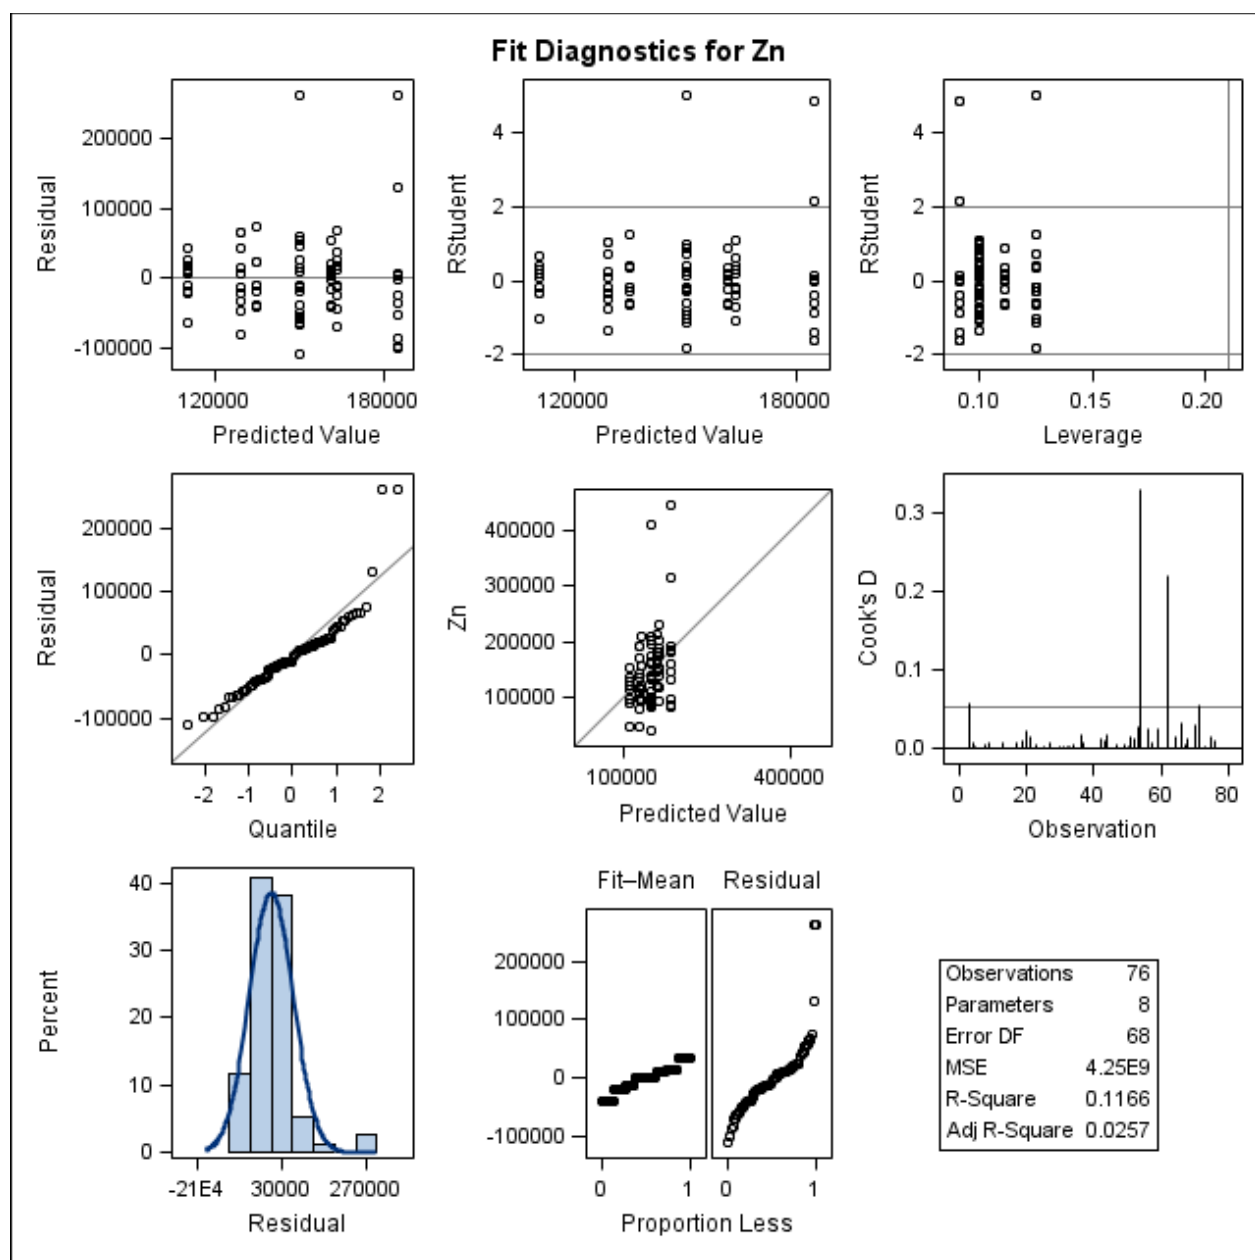 Fit Diagnostics for Zn
200000
100000
0
-100000
Residual
120000 180000
Predicted Value
4
2
0
-2
RStudent
120000 180000
Predicted Value
4
2
0
-2
RStudent
0.10 0.15 0.20
Leverage
200000
100000
0
-100000
Residual
-2 -1 0 1 2
Quantile
400000
300000
200000
100000
Zn
100000 400000
Predicted Value
0.3
0.2
0.1
0.0
Cook's D
0 20 40 60 80
Observation
40
30
20
10
0
Percent
-21E4 30000 270000
Residual
Fit–Mean Residual
200000
100000
0
-100000
0 1 0 1
Proportion Less
Observations 76
Parameters 8
Error DF 68
MSE 4.25E9
R-Square 0.1166
Adj R-Square 0.0257